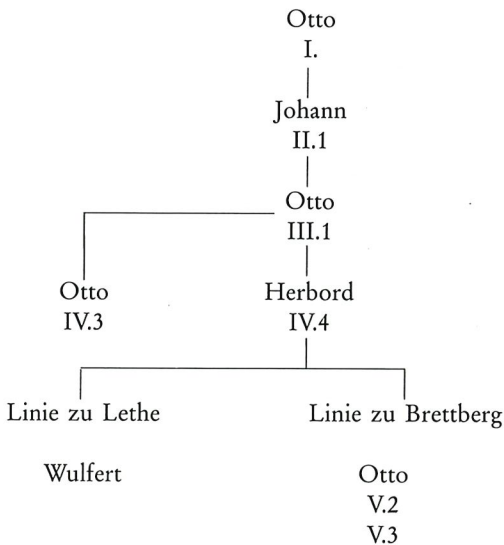 Otto
I.
Johann
II.1
Otto
III.1
Otto Herbord
IV.3 IV.4
Linie zu Lethe Linie zu Brettberg
Wulfert Otto
V.2
V.3